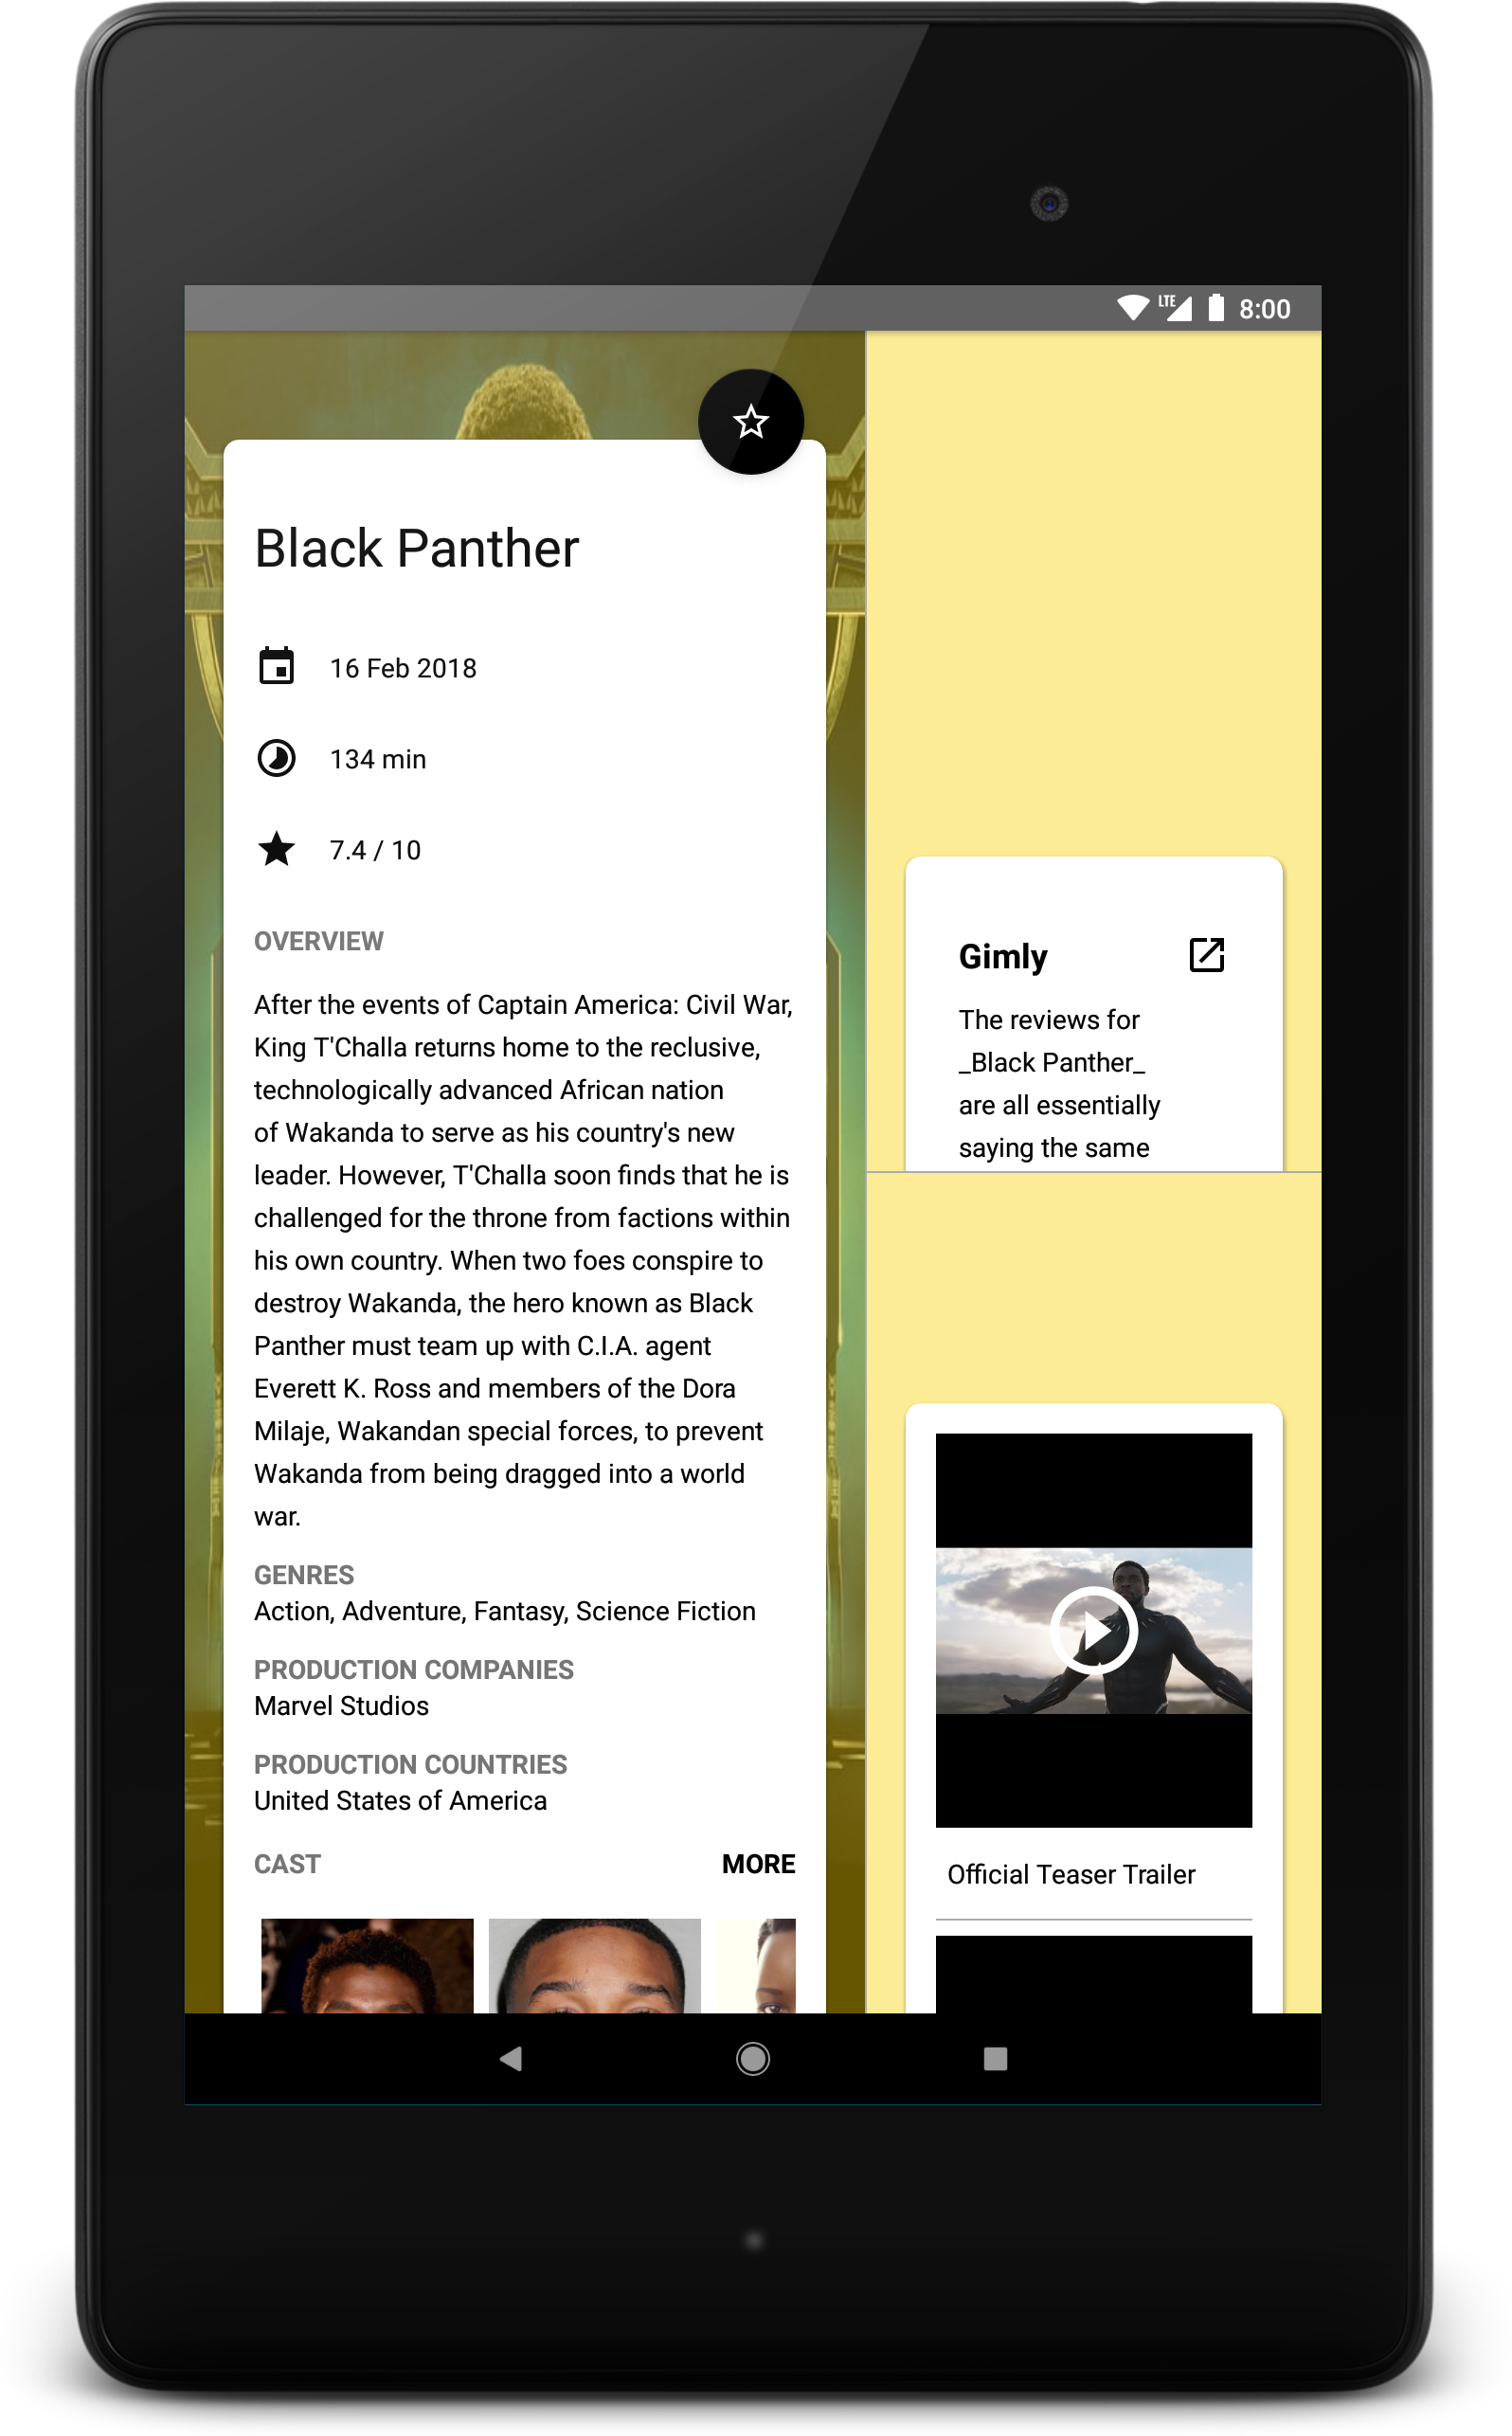 LTE 8:00
Black Panther
16 Feb 2018
134 min
7.4 / 10
OVERVIEW
After the events of Captain America: Civil War,
King T'Challa returns home to the reclusive,
technologically advanced African nation
of Wakanda to serve as his country's new
leader. However, T'Challa soon finds that he is
challenged for the throne from factions within
his own country. When two foes conspire to
destroy Wakanda, the hero known as Black
Panther must team up with C.I.A. agent
Everett K. Ross and members of the Dora
Milaje, Wakandan special forces, to prevent
Wakanda from being dragged into a world
war.
GENRES
Action, Adventure, Fantasy, Science Fiction
PRODUCTION COMPANIES
Marvel Studios
PRODUCTION COUNTRIES
United States of America
CAST MORE
Gimly
The reviews for
_Black Panther_
are all essentially
saying the same
Official Teaser Trailer